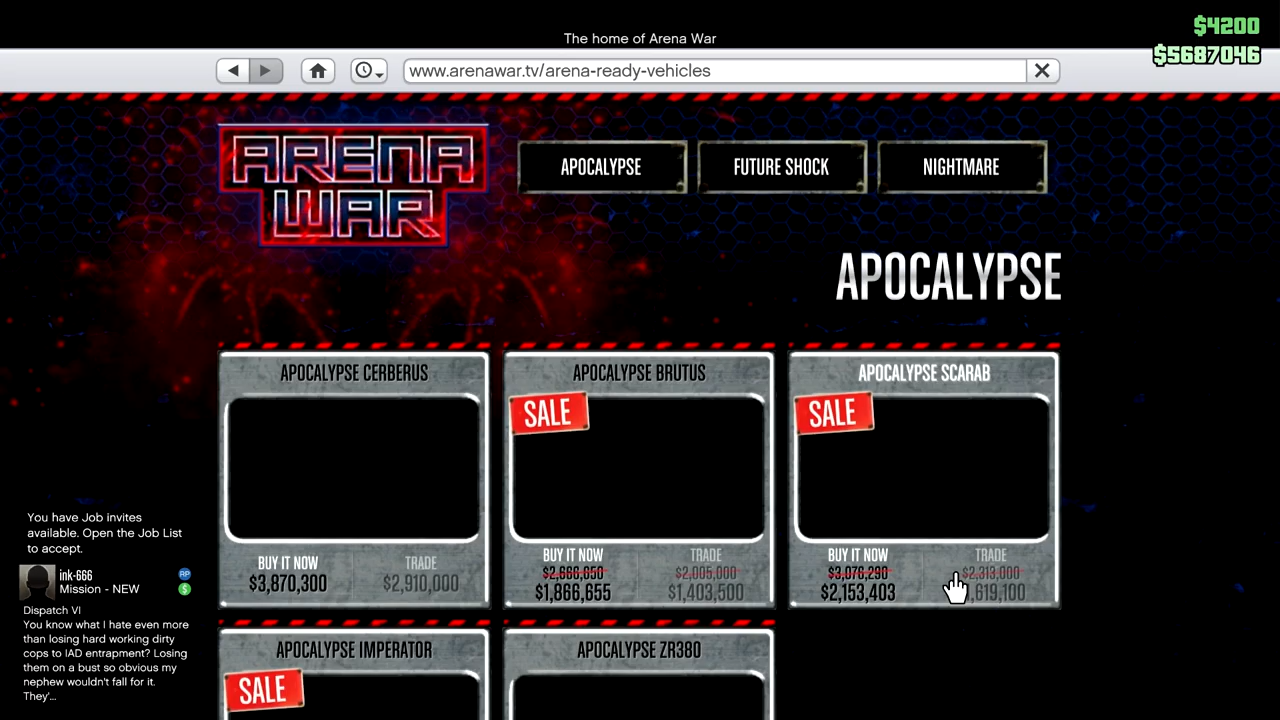 The home of Arena War
$4200
$5687046
www.arenawar.tv/arena-ready-vehicles
ARENA
WAR
APOCALYPSE
FUTURE SHOCK
NIGHTMARE
APOCALYPSE
APOCALYPSE CERBERUS
BUY IT NOW
$3,870,300
TRADE
$2,910,000
APOCALYPSE BRUTUS
SALE
BUY IT NOW
$2,666,650
$1,866,655
TRADE
$2,005,000
$1,403,500
APOCALYPSE SCARAB
SALE
BUY IT NOW
$3,076,290
$2,153,403
TRADE
$2,313,000
,619,100
APOCALYPSE IMPERATOR
SALE
APOCALYPSE ZR380
You have Job invites
available. Open the Job List
to accept.
ink-666
RP
Mission - NEW
$
Dispatch VI
You know what I hate even more
than losing hard working dirty
cops to IAD entrapment? Losing
them on a bust so obvious my
nephew wouldn't fall for it.
They'...